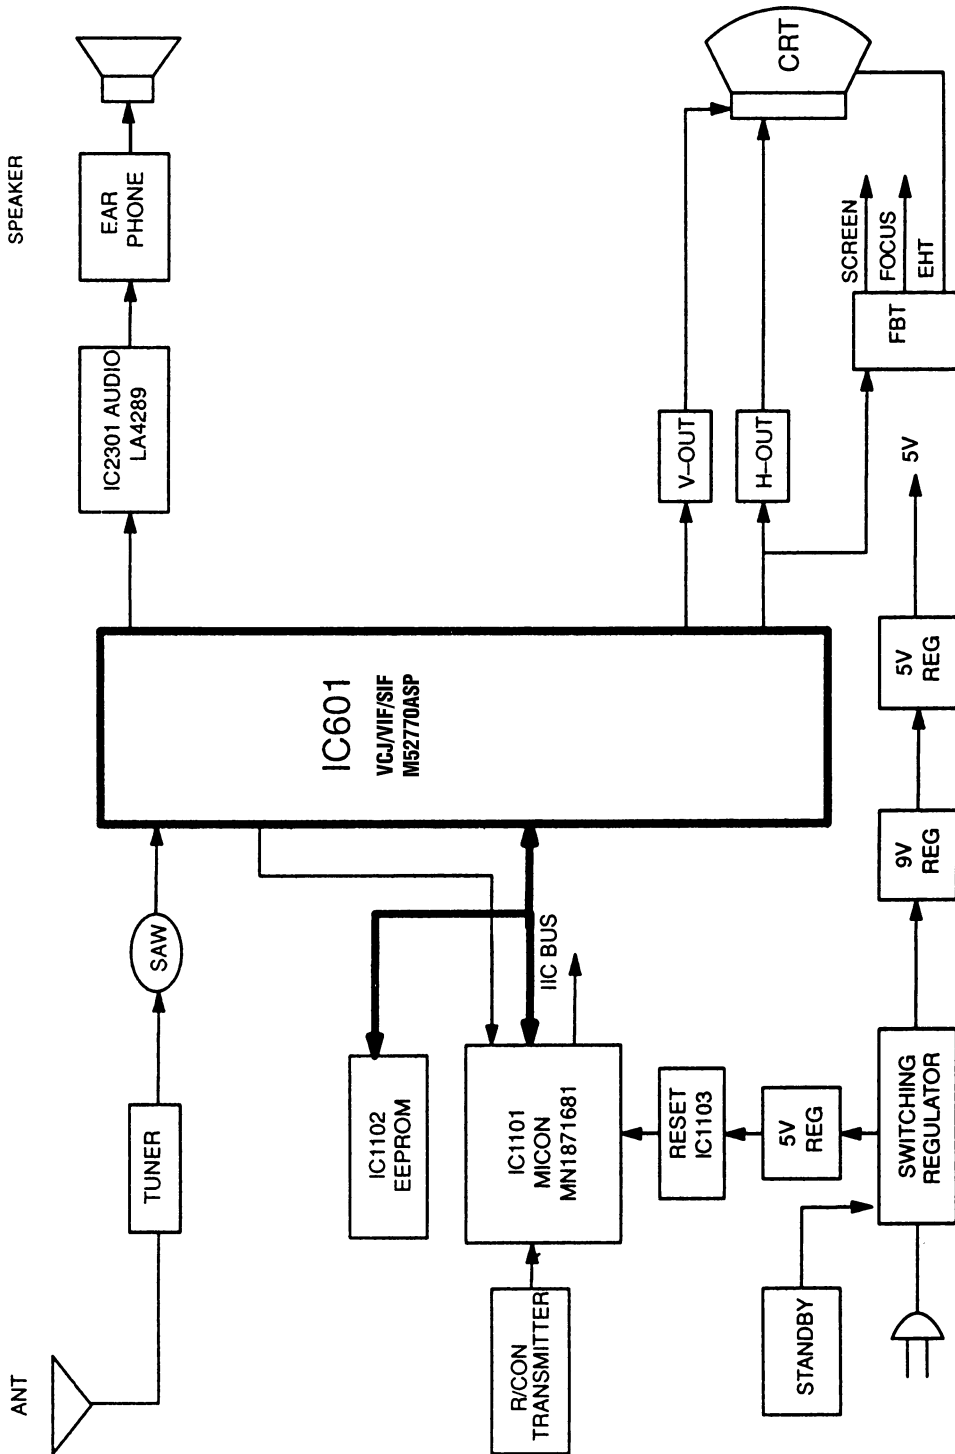 ANT
TUNER
SAW
IC601
VCJ/VIF/SIF
M52770ASP
IC2301 AUDIO
LA4289
EAR
PHONE
SPEAKER
IC1102
EEPROM
IIC BUS
R/CON
TRANSMITTER
IC1101
MICON
MN1871681
RESET
IC1103
5V
REG
STANDBY
SWITCHING
REGULATOR
9V
REG
5V
REG
5V
V–OUT
H–OUT
FBT
SCREEN
FOCUS
EHT
CRT